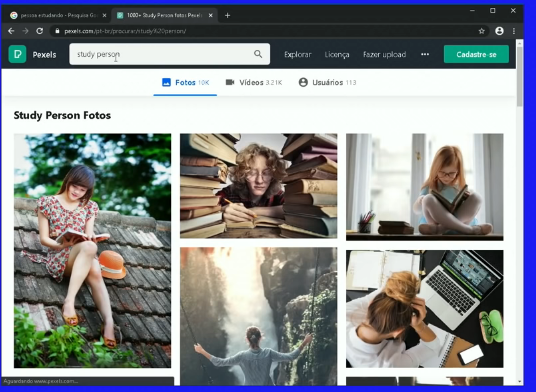 pessoa estudando - Pesquisa Go
1000+ Study Person fotos Pexels
pexels.com/pt-br/procurar/study%20person/
Pexels
study person
Explorar
Licença
Fazer upload
Cadastre-se
Fotos 10K
Vídeos 3.21K
Usuários 113
Study Person Fotos
Aguardando www.pexels.com...